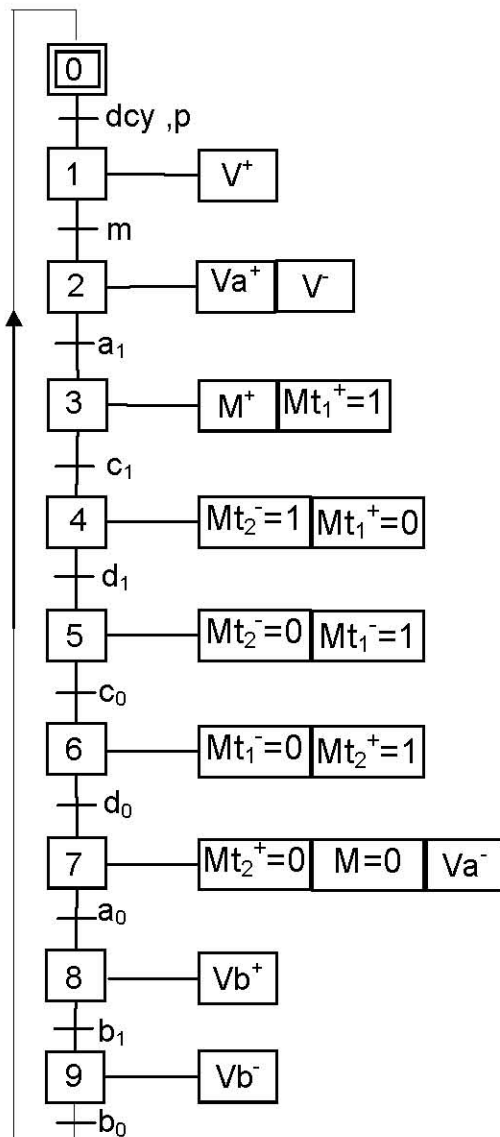 0
dcy ,p
1 V⁺
m
2 Va⁺ V⁻
a₁
3 M⁺ Mt₁⁺=1
c₁
4 Mt₂⁻=1 Mt₁⁺=0
d₁
5 Mt₂⁻=0 Mt₁⁻=1
c₀
6 Mt₁⁻=0 Mt₂⁺=1
d₀
7 Mt₂⁺=0 M=0 Va⁻
a₀
8 Vb⁺
b₁
9 Vb⁻
b₀